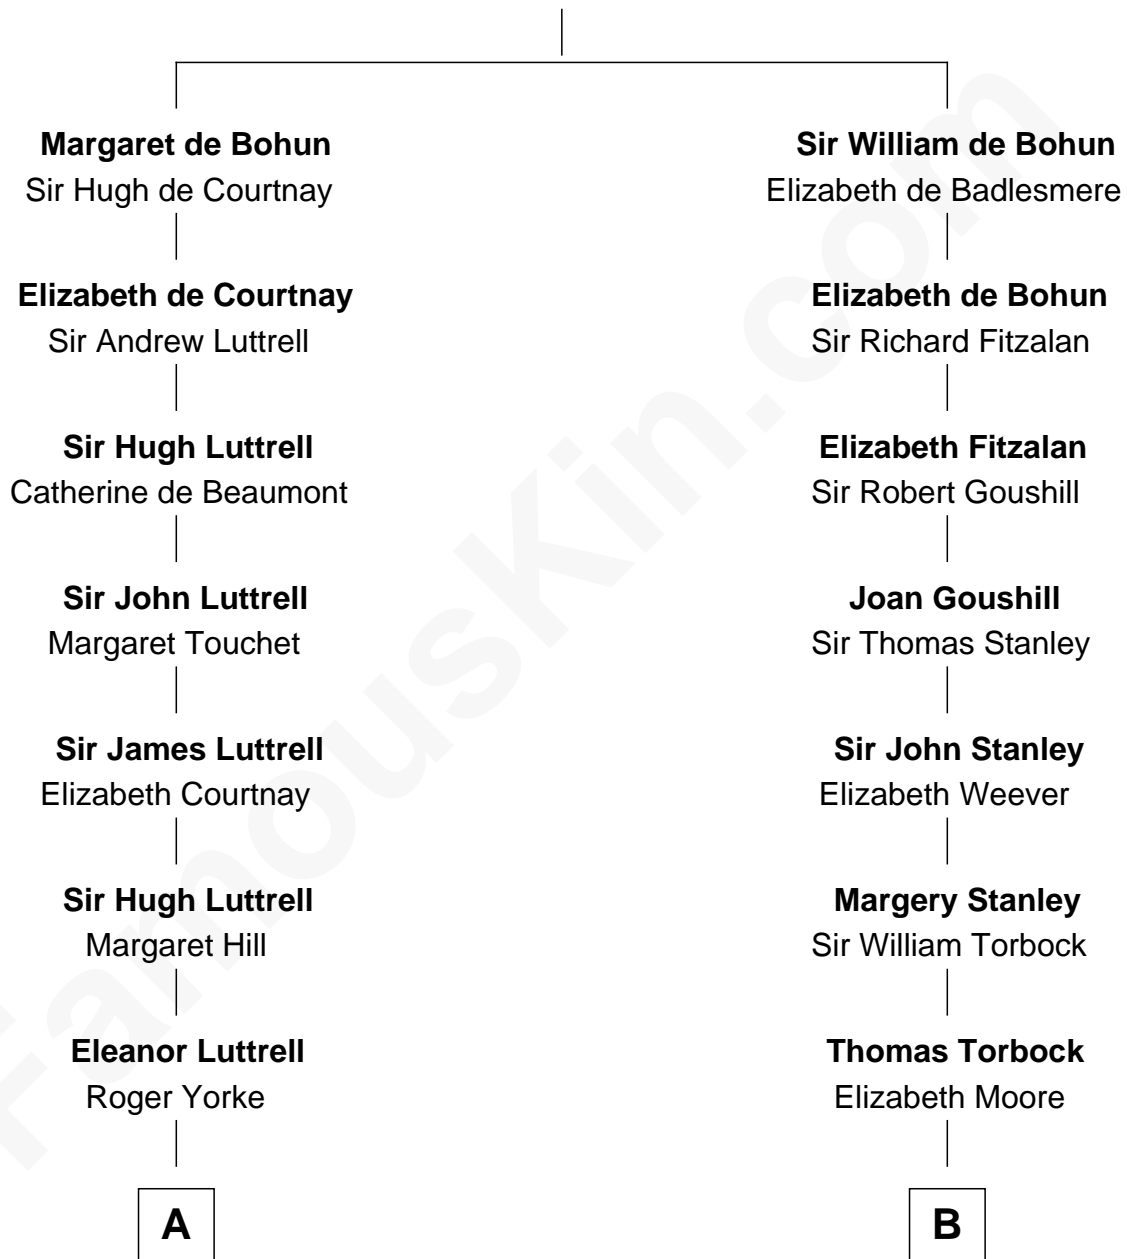 Margaret de Bohun
Sir Hugh de Courtnay
Elizabeth de Courtnay
Sir Andrew Luttrell
Sir Hugh Luttrell
Catherine de Beaumont
Sir John Luttrell
Margaret Touchet
Sir James Luttrell
Elizabeth Courtnay
Sir Hugh Luttrell
Margaret Hill
Eleanor Luttrell
Roger Yorke
A
Sir William de Bohun
Elizabeth de Badlesmere
Elizabeth de Bohun
Sir Richard Fitzalan
Elizabeth Fitzalan
Sir Robert Goushill
Joan Goushill
Sir Thomas Stanley
Sir John Stanley
Elizabeth Weever
Margery Stanley
Sir William Torbock
Thomas Torbock
Elizabeth Moore
B
FamousKin.com